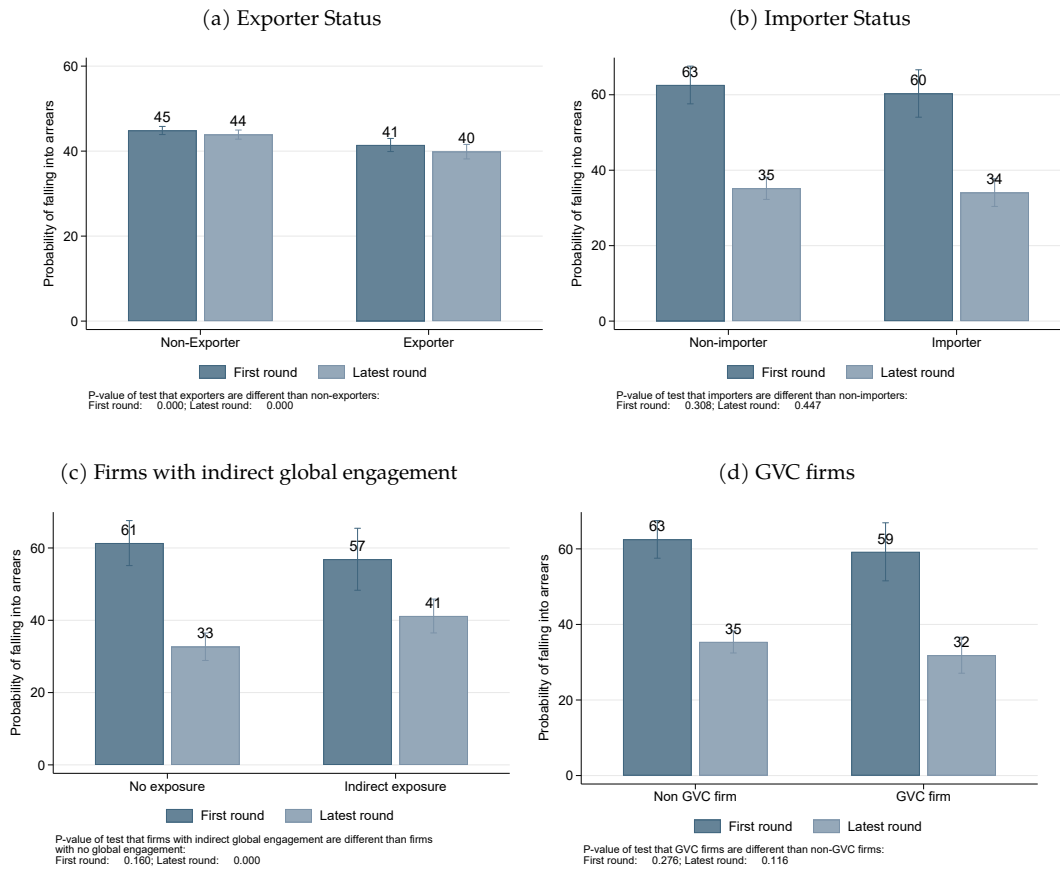 (a) Exporter Status
Probability of falling into arrears
60
40
20
0
45
44
41
40
Non-Exporter
Exporter
First round
Latest round
P-value of test that exporters are different than non-exporters:
First round: 0.000; Latest round: 0.000
(b) Importer Status
Probability of falling into arrears
60
40
20
0
63
35
60
34
Non-importer
Importer
First round
Latest round
P-value of test that importers are different than non-importers:
First round: 0.308; Latest round: 0.447
(c) Firms with indirect global engagement
Probability of falling into arrears
60
40
20
0
61
33
57
41
No exposure
Indirect exposure
First round
Latest round
P-value of test that firms with indirect global engagement are different than firms
with no global engagement:
First round: 0.160; Latest round: 0.000
(d) GVC firms
Probability of falling into arrears
60
40
20
0
63
35
59
32
Non GVC firm
GVC firm
First round
Latest round
P-value of test that GVC firms are different than non-GVC firms:
First round: 0.276; Latest round: 0.116